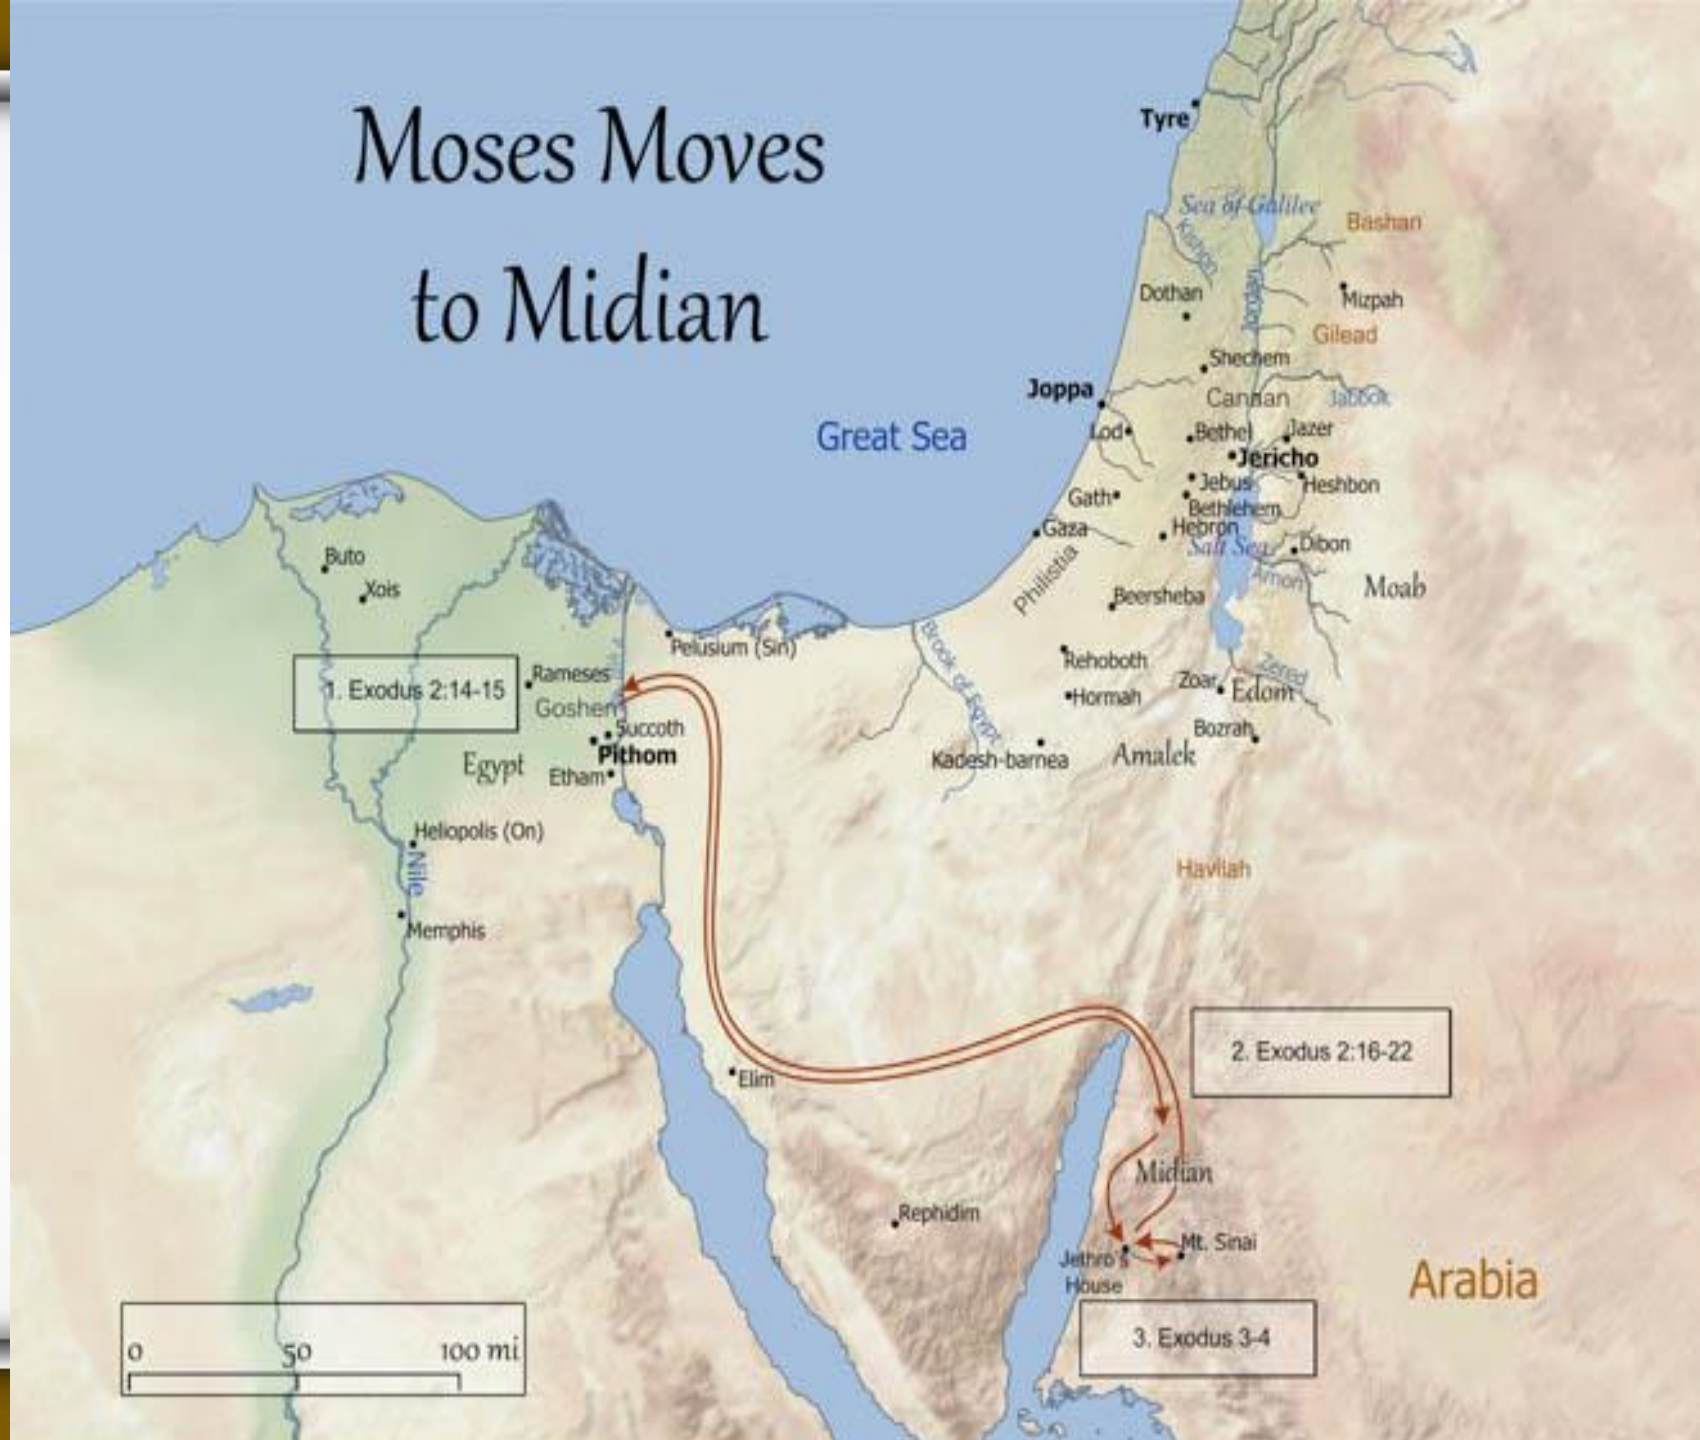 Moses Moves
to Midian
Tyre
Sea of Galilee
Kishon
Bashan
Dothan
Jordan
Mizpah
Gilead
Shechem
Joppa
Canaan
Jabbok
Great Sea
Lod
Bethel
Jazer
Jericho
Jebus
Heshbon
Gath
Bethlehem
Gaza
Hebron
Salt Sea
Dibon
Philistia
Arnon
Moab
Buto
Xois
Beersheba
Pelusium (Sin)
Brook of Egypt
Rehoboth
Rameses
1. Exodus 2:14-15
Zoar
Zered
Edom
Hormah
Goshen
Succoth
Bozrah
Pithom
Egypt
Etham
Kadesh-barnea
Amalek
Heliopolis (On)
Nile
Havilah
Memphis
2. Exodus 2:16-22
Elim
Midian
Rephidim
Mt. Sinai
Jethro's
House
Arabia
3. Exodus 3-4
0 50 100 mi